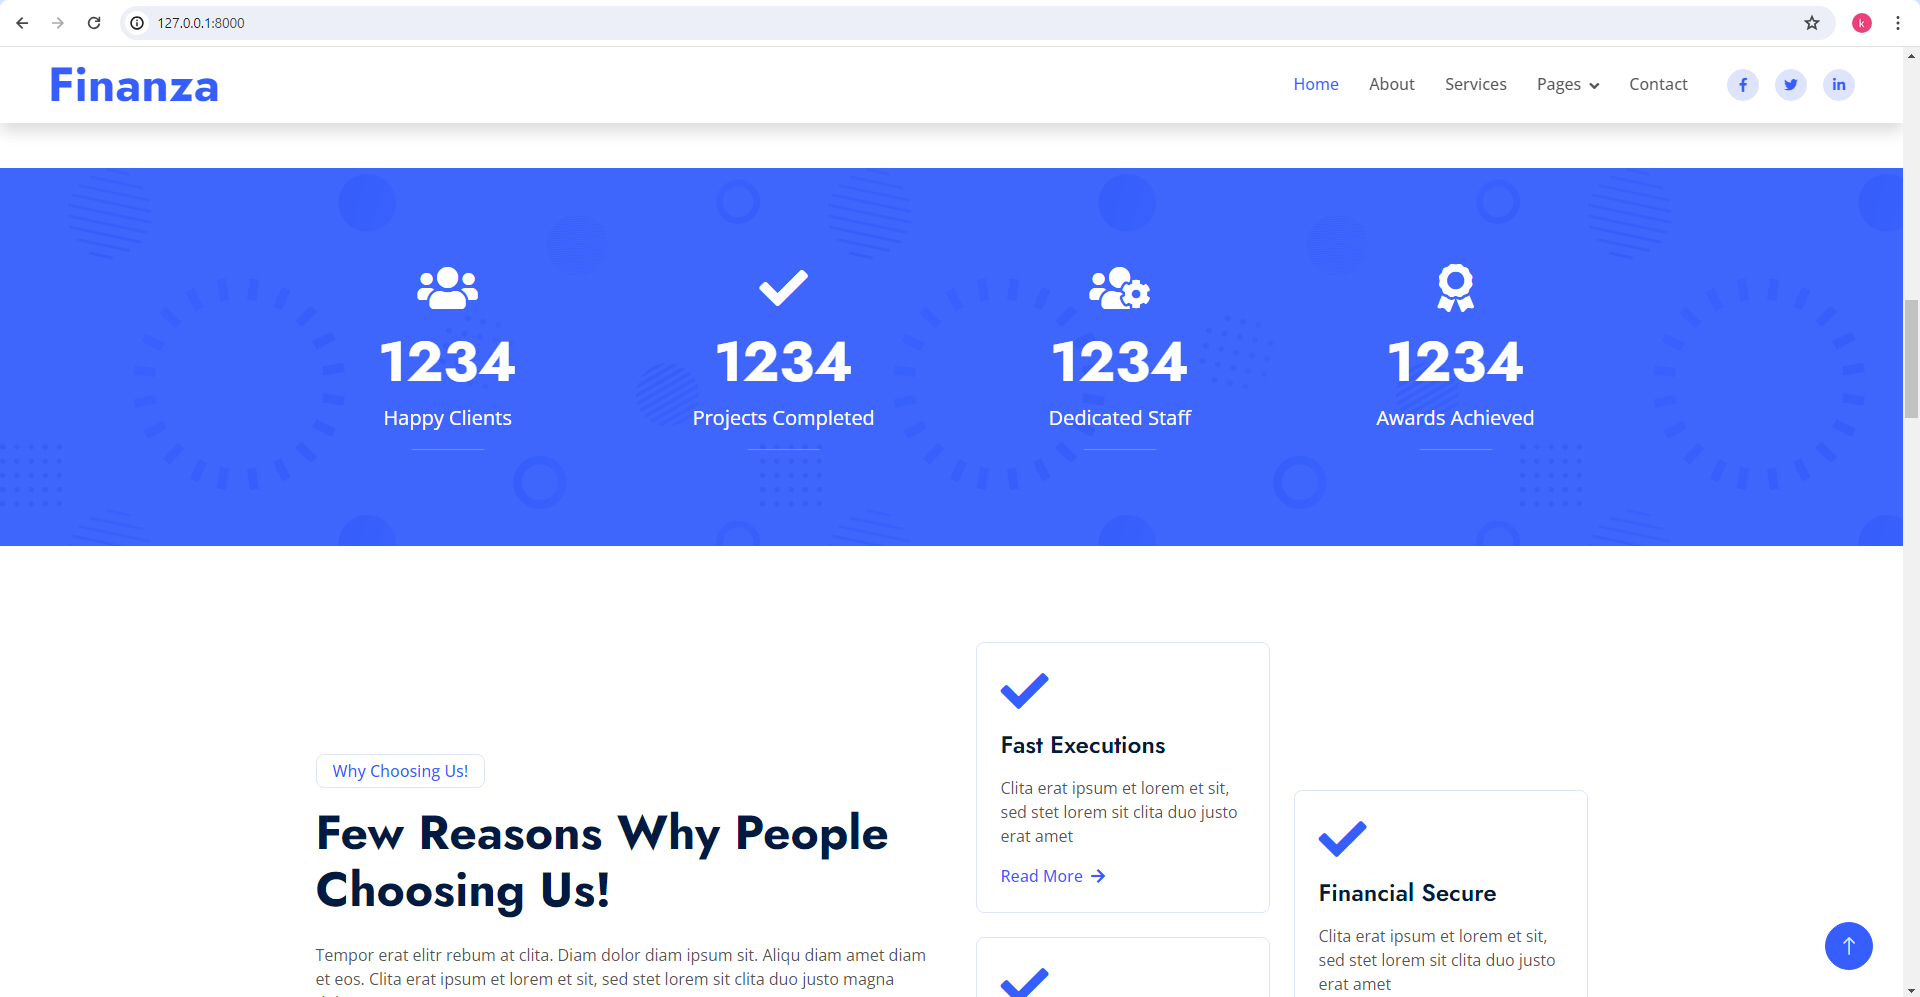 127.0.0.1:8000
k
Finanza
Home About Services Pages Contact
1234
Happy Clients
1234
Projects Completed
1234
Dedicated Staff
1234
Awards Achieved
Why Choosing Us!
Few Reasons Why People
Choosing Us!
Tempor erat elitr rebum at clita. Diam dolor diam ipsum sit. Aliqu diam amet diam
et eos. Clita erat ipsum et lorem et sit, sed stet lorem sit clita duo justo magna
Fast Executions
Clita erat ipsum et lorem et sit,
sed stet lorem sit clita duo justo
erat amet
Read More
Financial Secure
Clita erat ipsum et lorem et sit,
sed stet lorem sit clita duo justo
erat amet